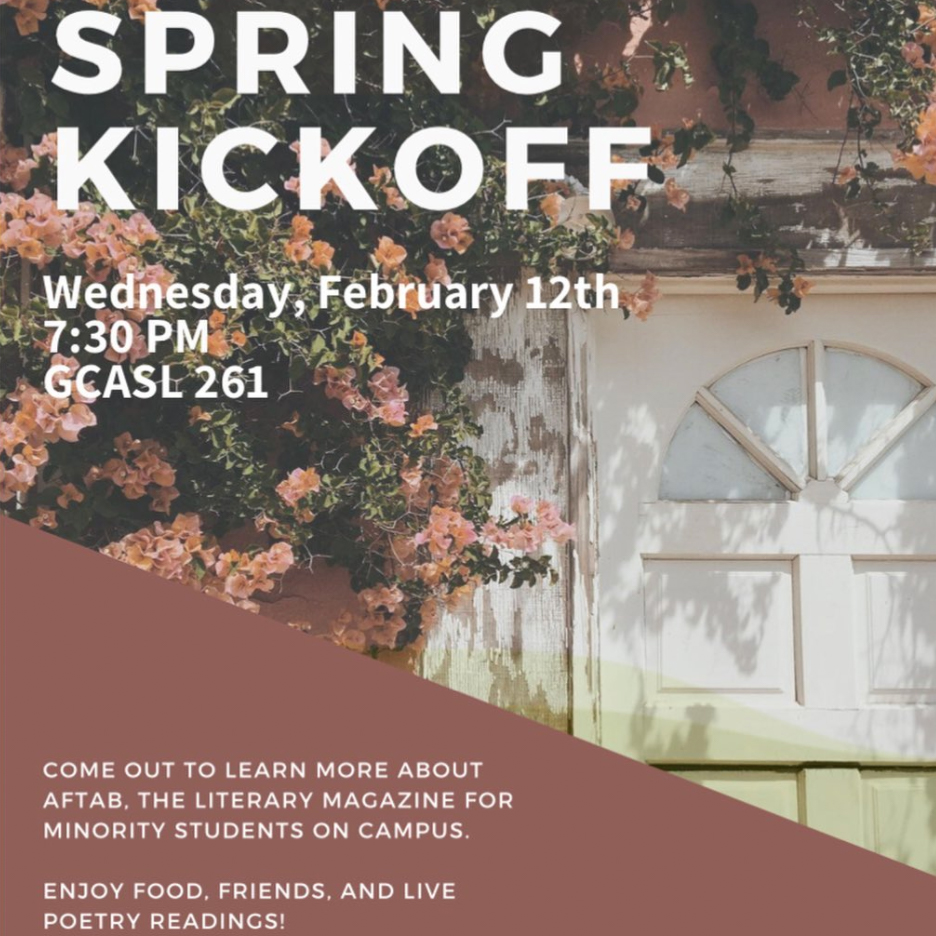 SPRING
KICKOFF
Wednesday, February 12th
7:30 PM
GCASL 261
COME OUT TO LEARN MORE ABOUT
AFTAB, THE LITERARY MAGAZINE FOR
MINORITY STUDENTS ON CAMPUS.
ENJOY FOOD, FRIENDS, AND LIVE
POETRY READINGS!